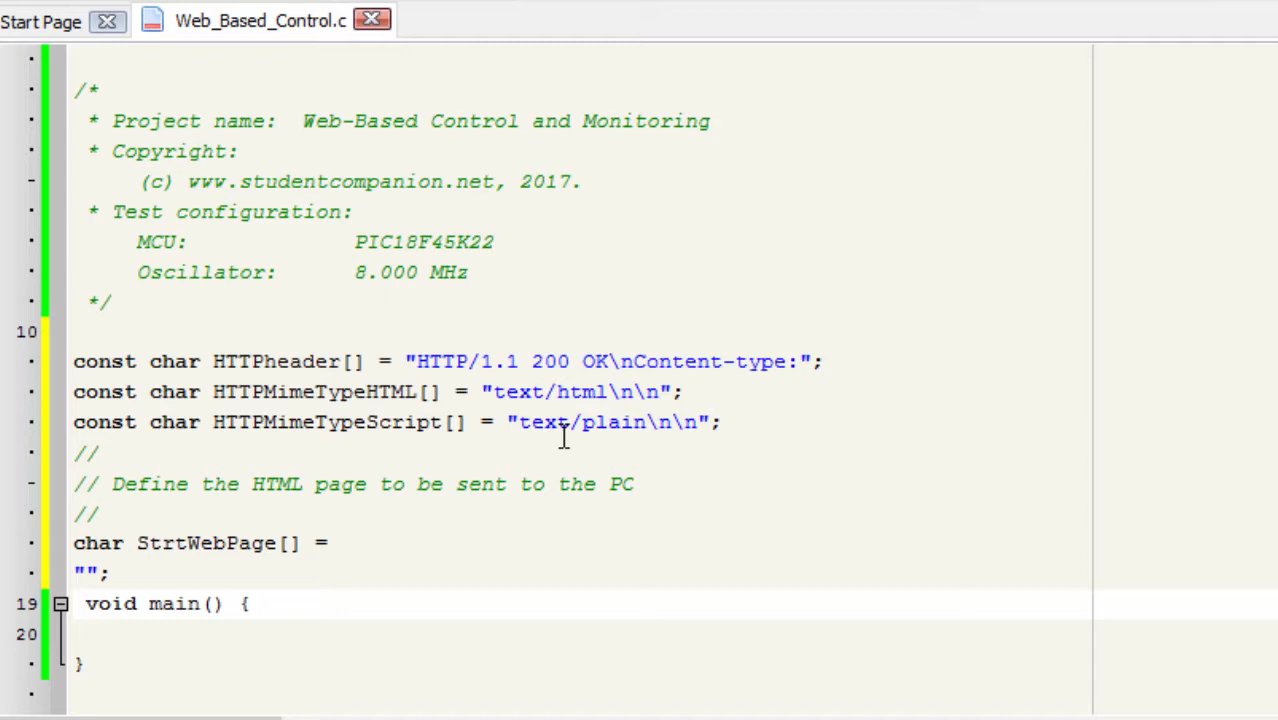 Start Page
Web_Based_Control.c
/*
* Project name:  Web-Based Control and Monitoring
* Copyright:
(c) www.studentcompanion.net, 2017.
* Test configuration:
MCU:             PIC18F45K22
Oscillator:      8.000 MHz
*/
10
const char HTTPheader[] = "HTTP/1.1 200 OK\nContent-type:";
const char HTTPMimeTypeHTML[] = "text/html\n\n";
const char HTTPMimeTypeScript[] = "text/plain\n\n";
//
// Define the HTML page to be sent to the PC
//
char StrtWebPage[] =
"";
19 void main() {
20
}